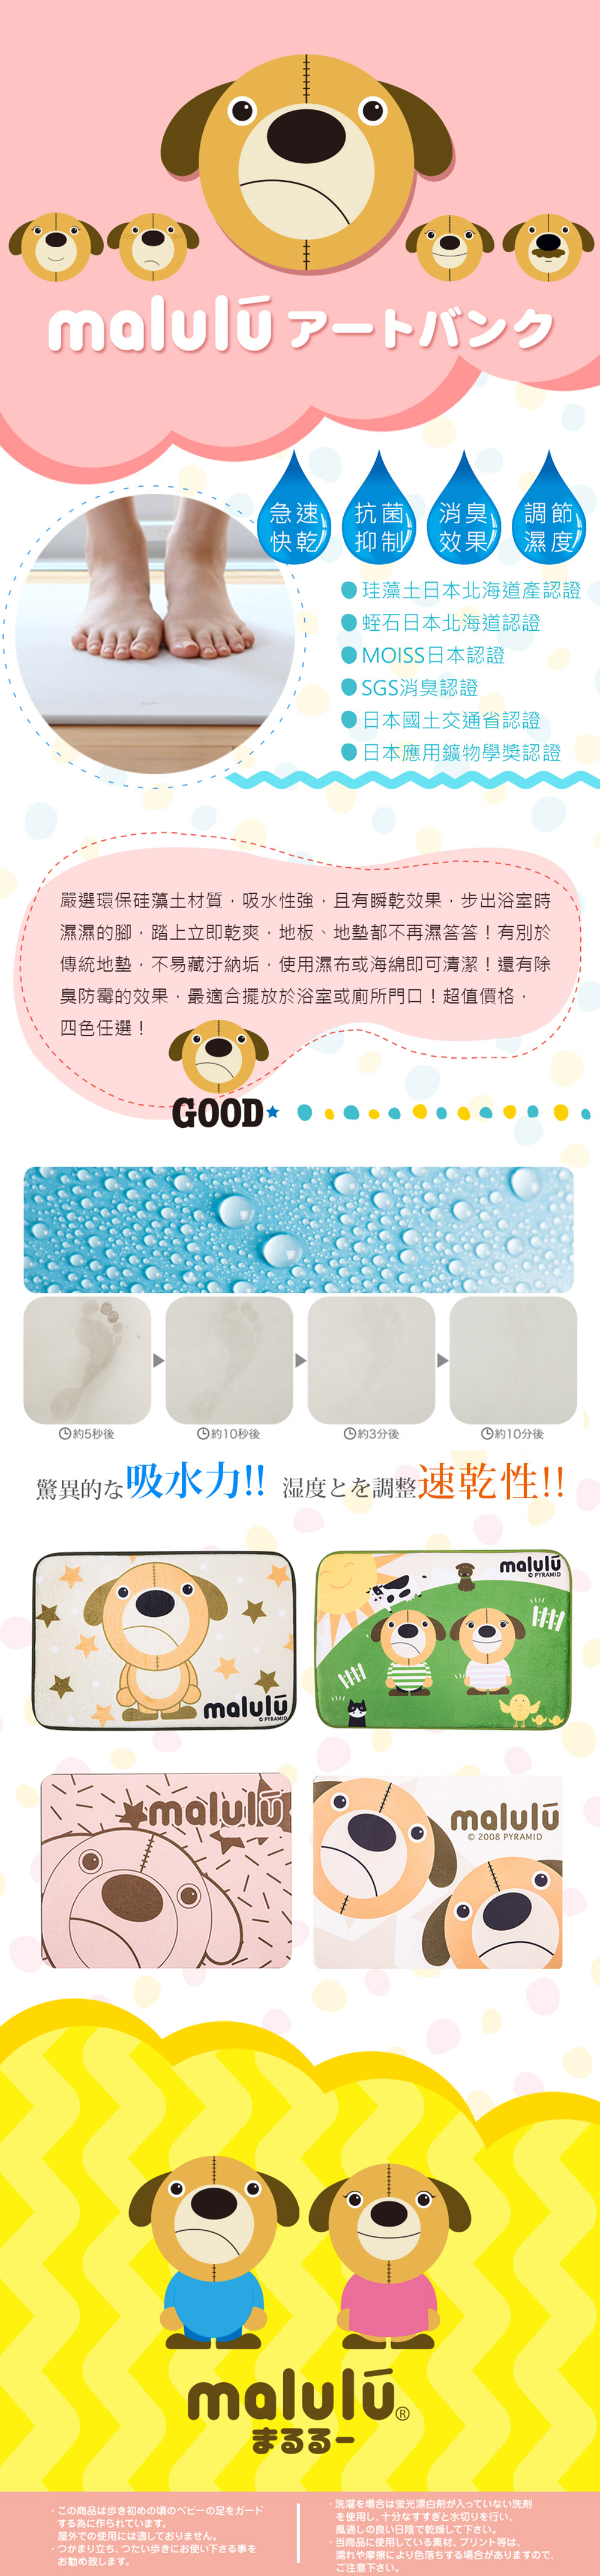 malulū アートバンク
急速
快乾
抗菌
抑制
消臭
效果
調節
濕度
珪藻土日本北海道產認證
蛭石日本北海道認證
MOISS日本認證
SGS消臭認證
日本國土交通省認證
日本應用鑛物學獎認證
嚴選環保硅藻土材質，吸水性強，且有瞬乾效果，步出浴室時
濕濕的腳，踏上立即乾爽，地板、地墊都不再濕答答！有別於
傳統地墊，不易藏汙納垢，使用濕布或海綿即可清潔！還有除
臭防霉的效果，最適合擺放於浴室或廁所門口！超值價格，
四色任選！
GOOD
約5秒後
約10秒後
約3分後
約10分後
驚異的な吸水力!! 湿度とを調整速乾性!!
malulū
© PYRAMID
malulū
© PYRAMID
malulū
malulū
© 2008 PYRAMID
malulū®
まるるー
・この商品は歩き初めの頃のベビーの足をガード
する為に作られています。
屋外での使用には適しておりません。
・つかまり立ち、つたい歩きにお使い下さる事を
お勧め致します。
・洗濯を場合は蛍光漂白剤が入っていない洗剤
を使用し、十分なすすぎと水切りを行い、
風通しの良い日陰で乾燥して下さい。
・当商品に使用している素材、プリント等は、
濡れや摩擦により色落ちする場合がありますので、
ご注意下さい。